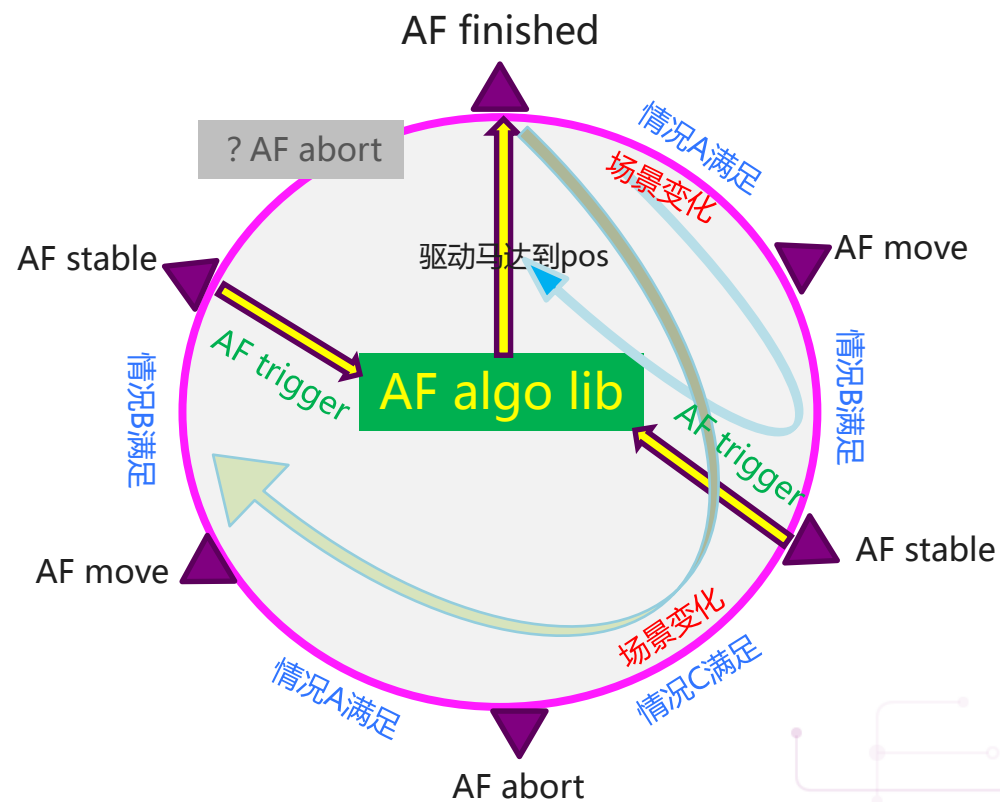 AF finished
情况A满足
？AF abort
场景变化
AF stable
驱动马达到pos
AF move
AF trigger
情况B满足
AF algo lib
情况B满足
AF trigger
AF move
AF stable
场景变化
情况A满足
情况C满足
AF abort